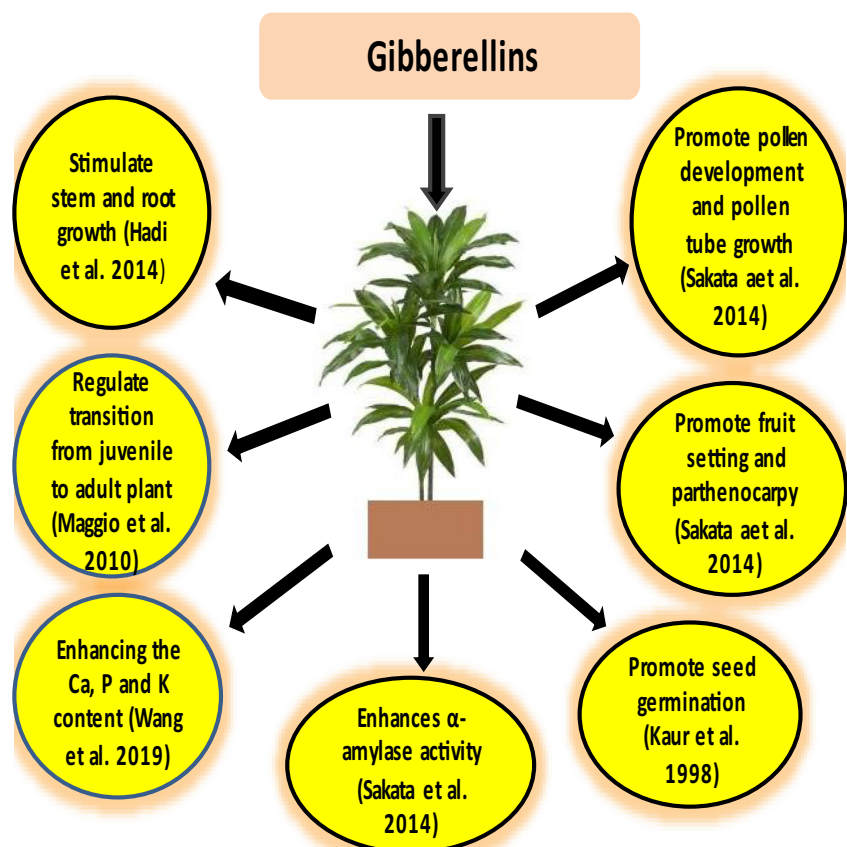 Gibberellins
Stimulate
stem and root
growth (Hadi
et al. 2014)
Regulate
transition
from juvenile
to adult plant
(Maggio et al.
2010)
Enhancing the
Ca, P and K
content (Wang
et al. 2019)
Enhances α-
amylase activity
(Sakata et al.
2014)
Promote seed
germination
(Kaur et al.
1998)
Promote fruit
setting and
parthenocarpy
(Sakata aet al.
2014)
Promote pollen
development
and pollen
tube growth
(Sakata aet al.
2014)